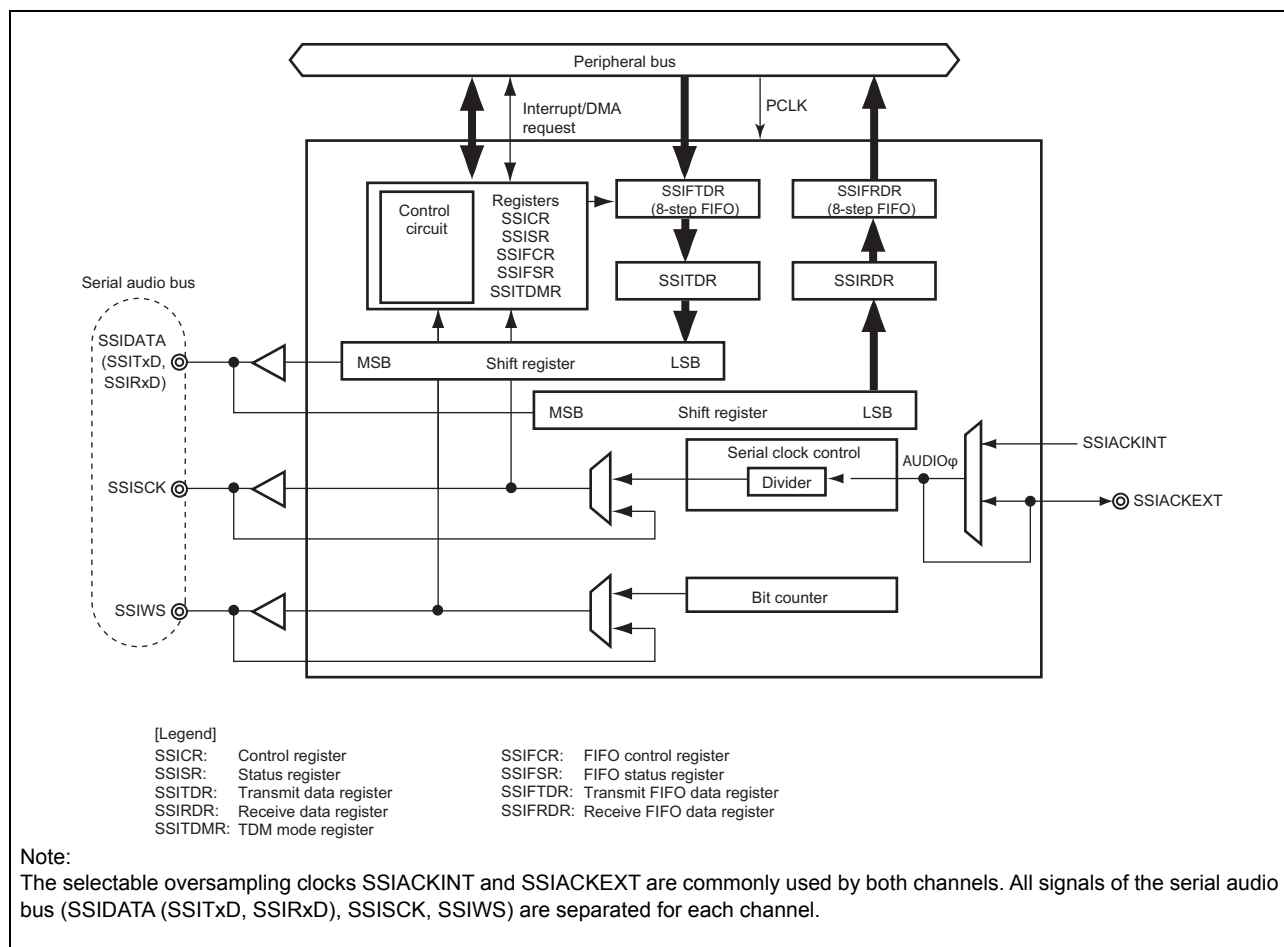 Peripheral bus
Interrupt/DMA
request
PCLK
Control
circuit
Registers
SSICR
SSISR
SSIFCR
SSIFSR
SSITDMR
SSIFTDR
(8-step FIFO)
SSIFRDR
(8-step FIFO)
SSITDR
SSIRDR
Serial audio bus
SSIDATA
(SSITxD,
SSIRxD)
MSB Shift register LSB
MSB Shift register LSB
Serial clock control
Divider
AUDIOφ
SSIACKINT
SSIACKEXT
SSISCK
SSIWS
Bit counter
[Legend]
SSICR: Control register
SSISR: Status register
SSITDR: Transmit data register
SSIRDR: Receive data register
SSITDMR: TDM mode register
SSIFCR: FIFO control register
SSIFSR: FIFO status register
SSIFTDR: Transmit FIFO data register
SSIFRDR: Receive FIFO data register
Note:
The selectable oversampling clocks SSIACKINT and SSIACKEXT are commonly used by both channels. All signals of the serial audio
bus (SSIDATA (SSITxD, SSIRxD), SSISCK, SSIWS) are separated for each channel.